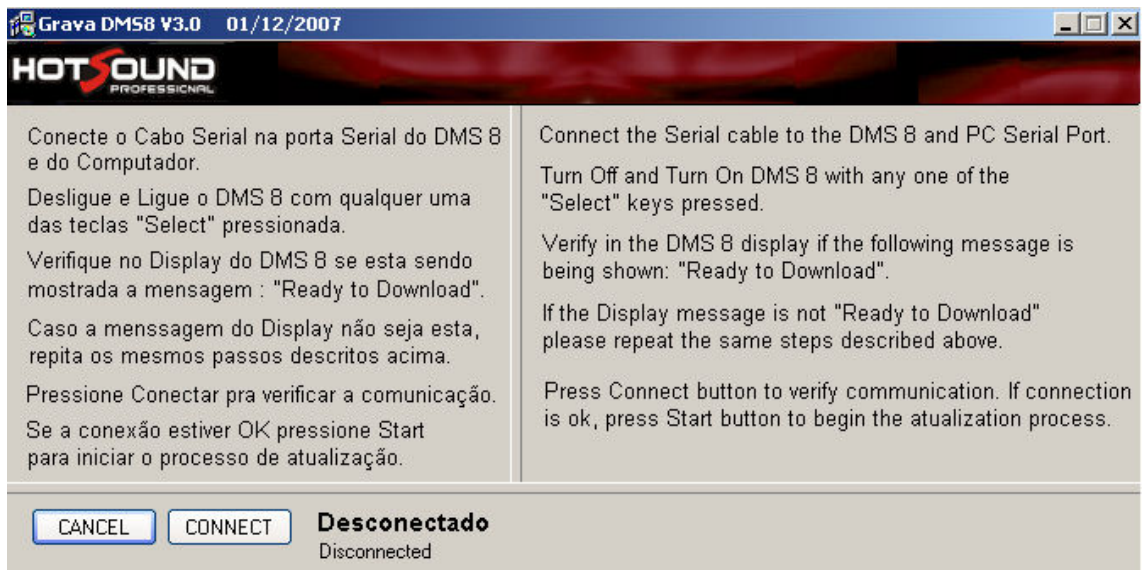 Grava DMS8 V3.0 01/12/2007
HOT SOUND
PROFESSIONAL
Conecte o Cabo Serial na porta Serial do DMS 8
e do Computador.
Desligue e Ligue o DMS 8 com qualquer uma
das teclas "Select" pressionada.
Verifique no Display do DMS 8 se esta sendo
mostrada a mensagem : "Ready to Download".
Caso a menssagem do Display não seja esta,
repita os mesmos passos descritos acima.
Pressione Conectar pra verificar a comunicação.
Se a conexão estiver OK pressione Start
para iniciar o processo de atualização.
Connect the Serial cable to the DMS 8 and PC Serial Port.
Turn Off and Turn On DMS 8 with any one of the
"Select" keys pressed.
Verify in the DMS 8 display if the following message is
being shown: "Ready to Download".
If the Display message is not "Ready to Download"
please repeat the same steps described above.
Press Connect button to verify communication. If connection
is ok, press Start button to begin the atualization process.
CANCEL
CONNECT
Desconectado
Disconnected